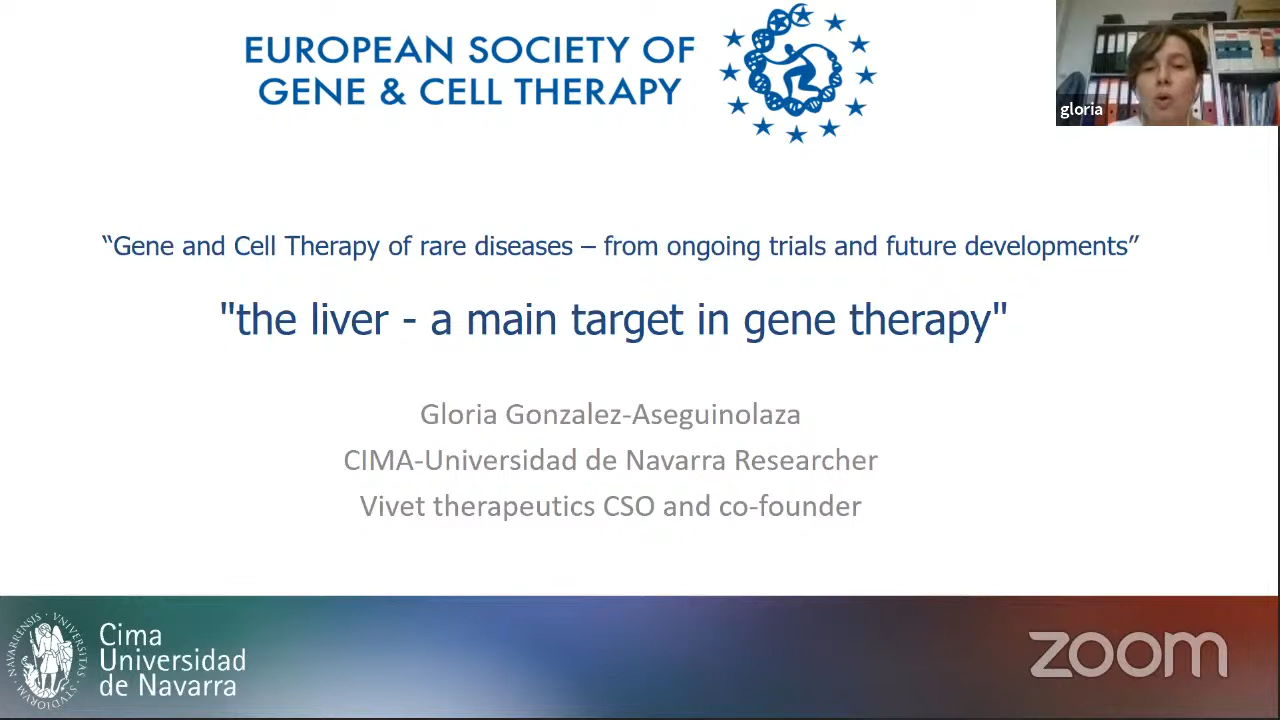 EUROPEAN SOCIETY OF
GENE & CELL THERAPY
gloria
“Gene and Cell Therapy of rare diseases – from ongoing trials and future developments”
"the liver - a main target in gene therapy"
Gloria Gonzalez-Aseguinolaza
CIMA-Universidad de Navarra Researcher
Vivet therapeutics CSO and co-founder
Cima
Universidad
de Navarra
zoom